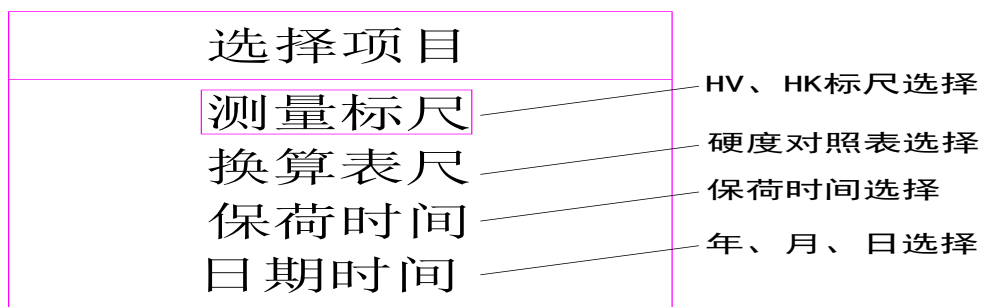 选择项目
测量标尺
HV、HK标尺选择
换算表尺
硬度对照表选择
保荷时间
保荷时间选择
日期时间
年、月、日选择